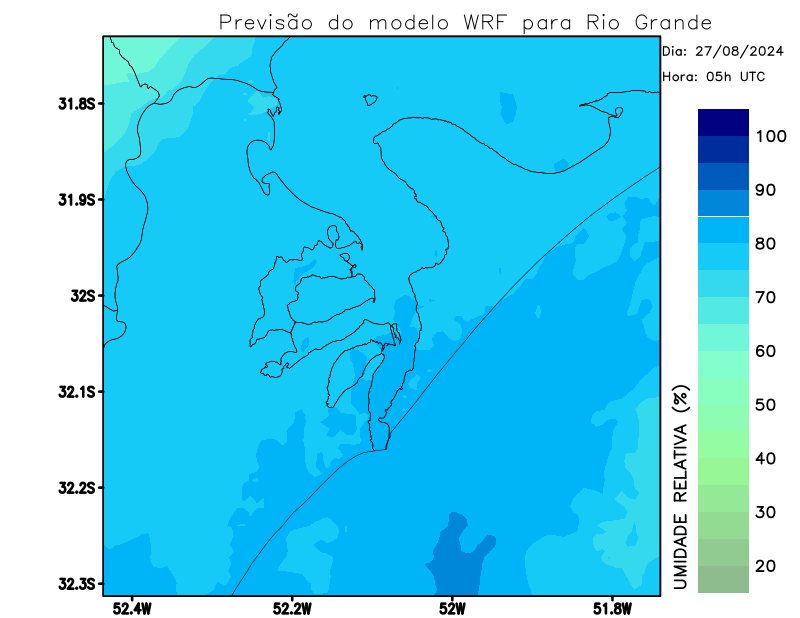 Previsão do modelo WRF para Rio Grande
Dia: 27/08/2024
Hora: 05h UTC
31.8S
31.9S
32S
32.1S
32.2S
32.3S
52.4W
52.2W
52W
51.8W
100
90
80
70
60
50
40
30
20
UMIDADE RELATIVA (%)